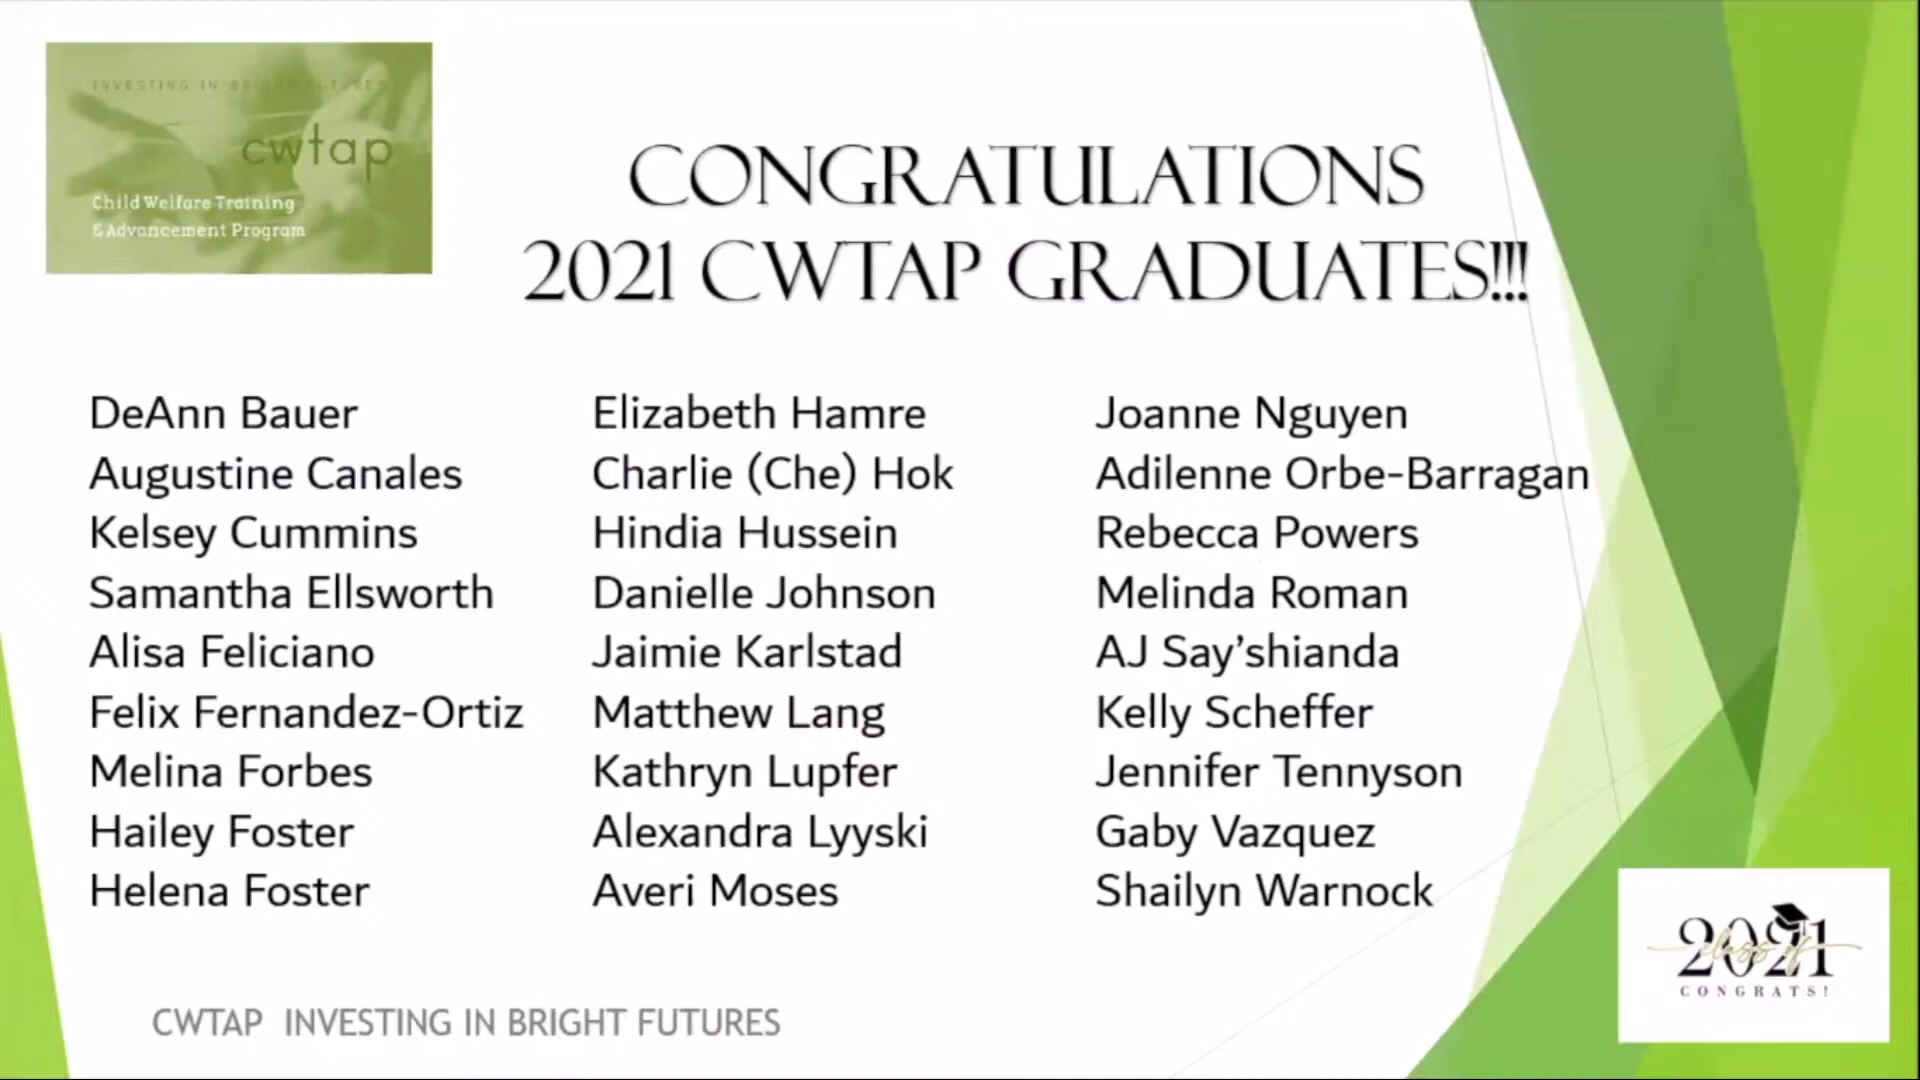 INVESTING IN BRIGHT FUTURES
cwtap
Child Welfare Training
& Advancement Program
CONGRATULATIONS
2021 CWTAP GRADUATES!!!
DeAnn Bauer
Augustine Canales
Kelsey Cummins
Samantha Ellsworth
Alisa Feliciano
Felix Fernandez-Ortiz
Melina Forbes
Hailey Foster
Helena Foster
Elizabeth Hamre
Charlie (Che) Hok
Hindia Hussein
Danielle Johnson
Jaimie Karlstad
Matthew Lang
Kathryn Lupfer
Alexandra Lyyski
Averi Moses
Joanne Nguyen
Adilenne Orbe-Barragan
Rebecca Powers
Melinda Roman
AJ Say’shianda
Kelly Scheffer
Jennifer Tennyson
Gaby Vazquez
Shailyn Warnock
CWTAP INVESTING IN BRIGHT FUTURES
class of
2021
CONGRATS!